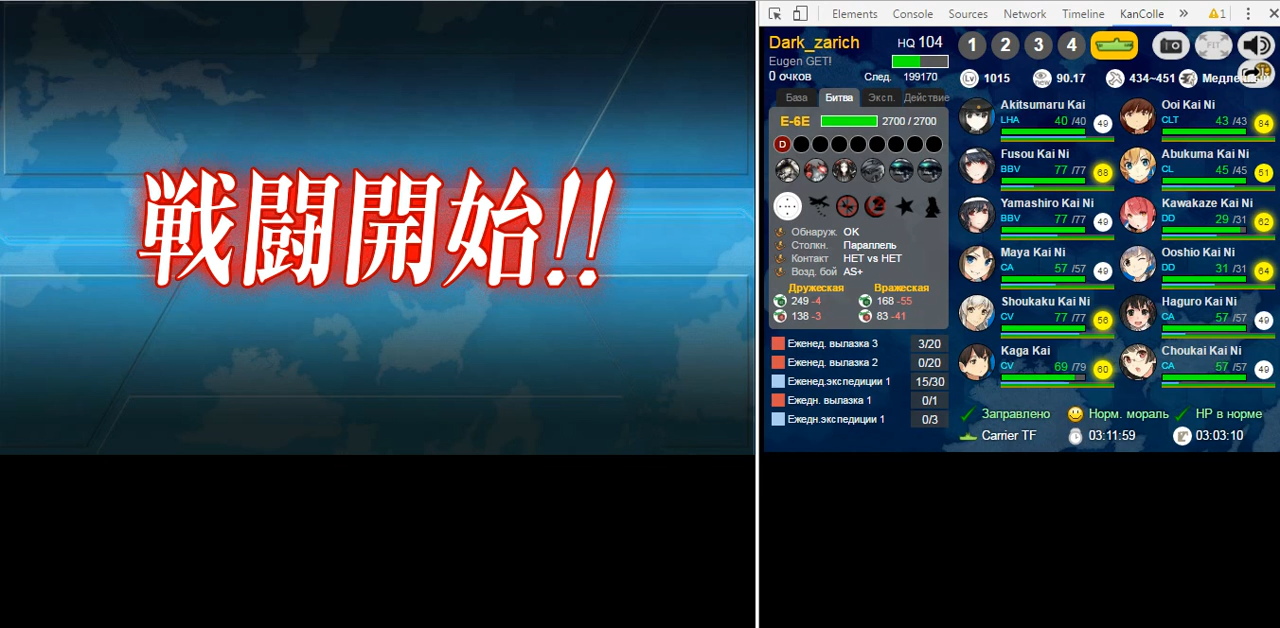 戦闘開始!!
Elements Console Sources Network Timeline KanColle » 1
Dark_zarich HQ 104
Eugen GET!
0 очков След. 199170
1 2 3 4 FIT
Lv 1015 new 90.17 434~451 Медлен
База Битва Эксп. Действие
E-6E 2700 / 2700
D
Обнаруж. OK
Столкн. Параллель
Контакт НЕТ vs НЕТ
Возд. бой AS+
Дружеская Вражеская
249 -4 168 -55
138 -3 83 -41
Еженед. вылазка 3 3/20
Еженед. вылазка 2 0/20
Еженед.экспедиции 1 15/30
Ежедн. вылазка 1 0/1
Ежедн.экспедиции 1 0/3
Akitsumaru Kai
LHA 40 /40 49
Fusou Kai Ni
BBV 77 /77 68
Yamashiro Kai Ni
BBV 77 /77 49
Maya Kai Ni
CA 57 /57 49
Shoukaku Kai Ni
CV 77 /77 56
Kaga Kai
CV 69 /79 60
Ooi Kai Ni
CLT 43 /43 84
Abukuma Kai Ni
CL 45 /45 51
Kawakaze Kai Ni
DD 29 /31 62
Ooshio Kai Ni
DD 31 /31 64
Haguro Kai Ni
CA 57 /57 49
Choukai Kai Ni
CA 57 /57 49
Заправлено Норм. мораль HP в норме
Carrier TF 03:11:59 03:03:10